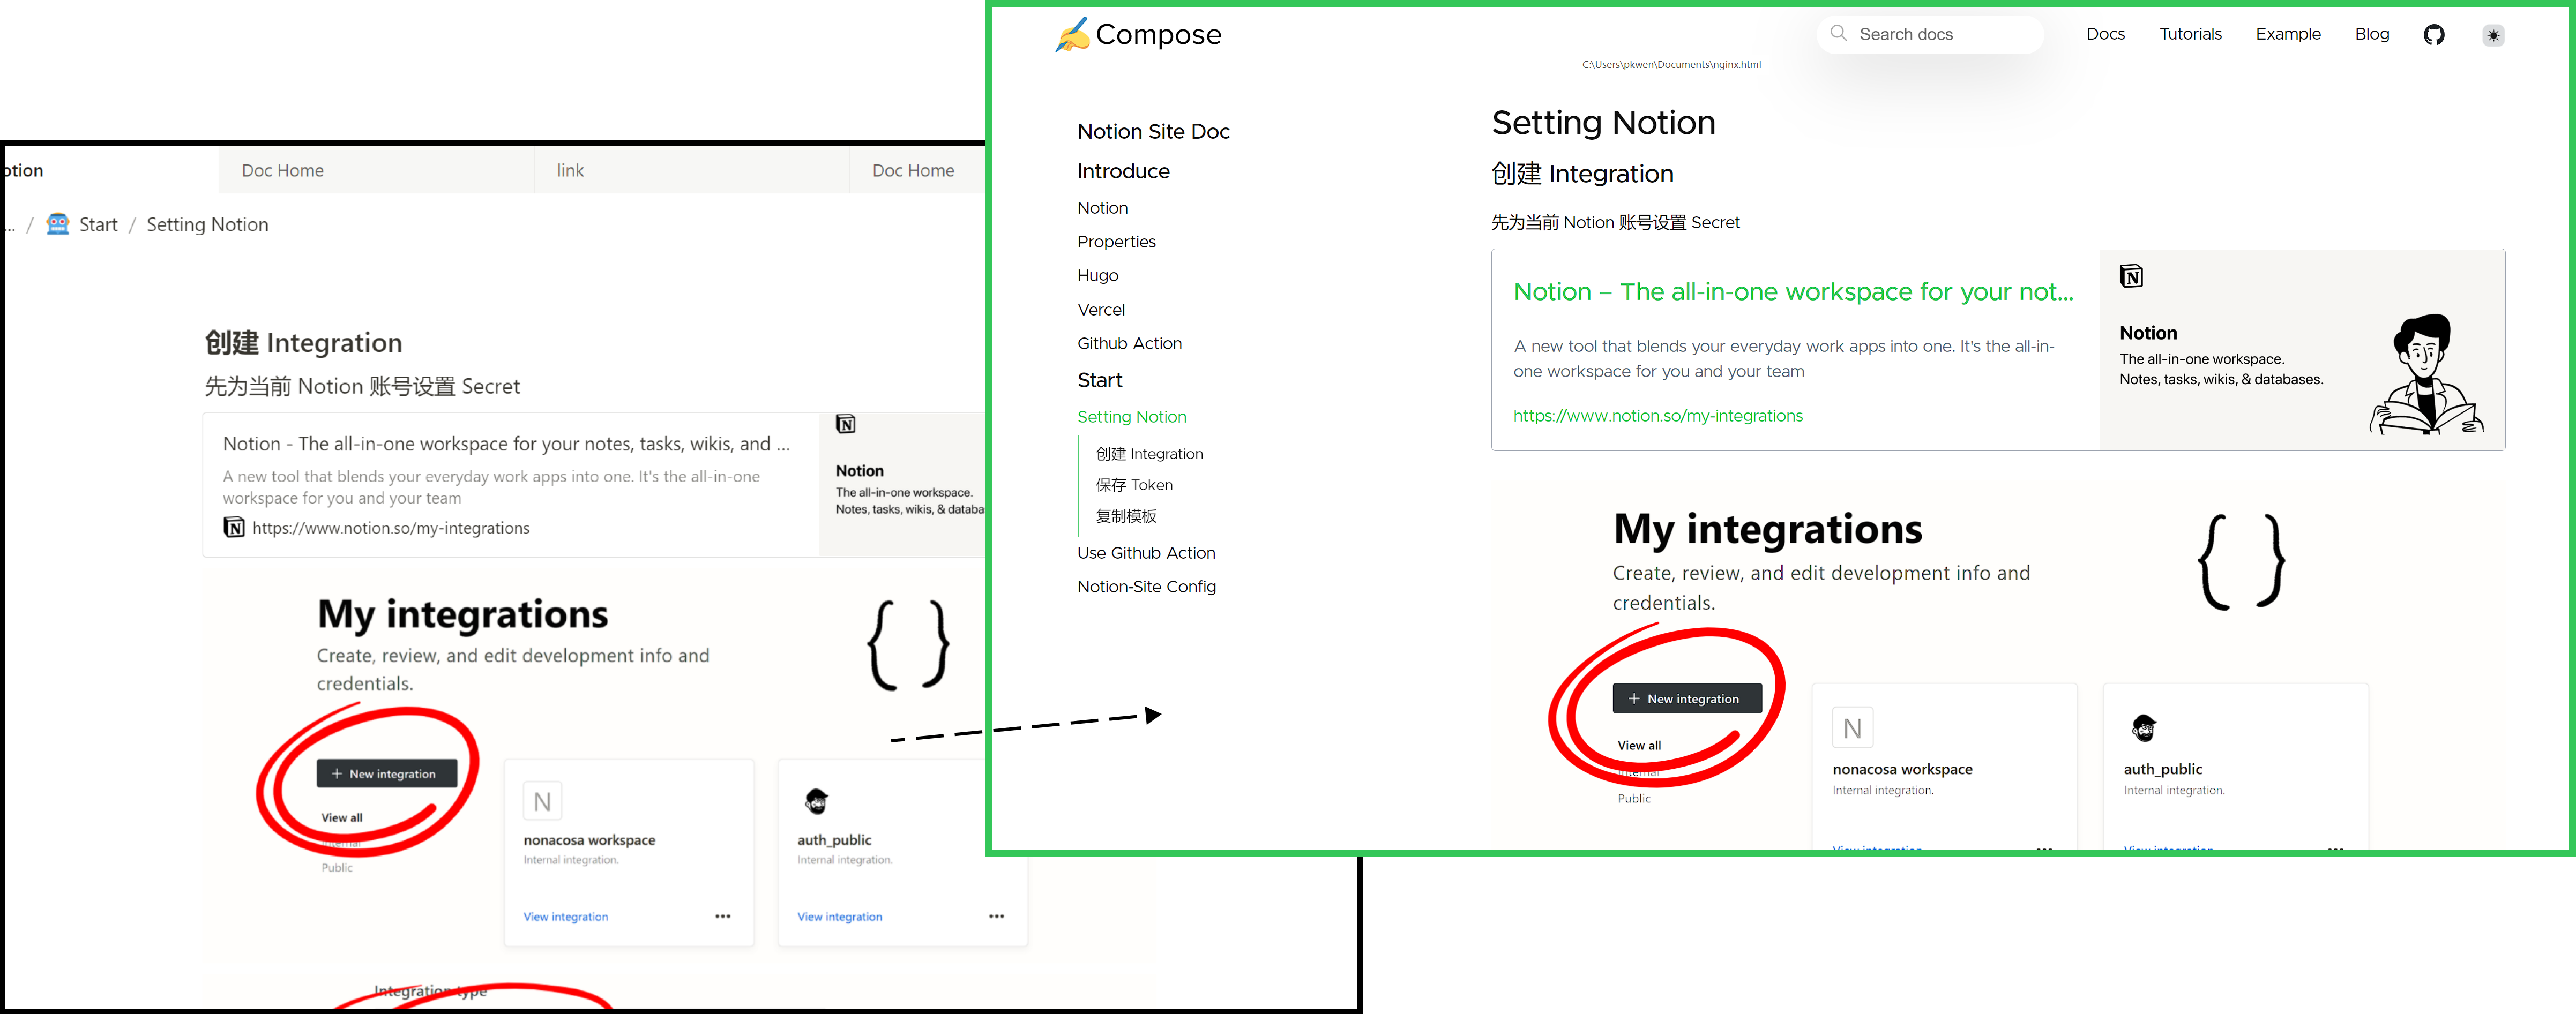 otion
Doc Home
link
Doc Home
... / Start / Setting Notion
创建 Integration
先为当前 Notion 账号设置 Secret
Notion - The all-in-one workspace for your notes, tasks, wikis, and ...
A new tool that blends your everyday work apps into one. It's the all-in-one
workspace for you and your team
https://www.notion.so/my-integrations
N
Notion
The all-in-one workspace.
Notes, tasks, wikis, & databa
My integrations
Create, review, and edit development info and
credentials.
{ }
+ New integration
View all
Internal
Public
N
nonacosa workspace
Internal integration.
View integration
•••
auth_public
Internal integration.
View integration
•••
Integration type
Compose
Search docs
Docs
Tutorials
Example
Blog
C:\Users\pkwen\Documents\nginx.html
Notion Site Doc
Introduce
Notion
Properties
Hugo
Vercel
Github Action
Start
Setting Notion
创建 Integration
保存 Token
复制模板
Use Github Action
Notion-Site Config
Setting Notion
创建 Integration
先为当前 Notion 账号设置 Secret
Notion – The all-in-one workspace for your not...
A new tool that blends your everyday work apps into one. It's the all-in-
one workspace for you and your team
https://www.notion.so/my-integrations
N
Notion
The all-in-one workspace.
Notes, tasks, wikis, & databases.
My integrations
Create, review, and edit development info and
credentials.
{ }
+ New integration
View all
Internal
Public
N
nonacosa workspace
Internal integration.
View integration
•••
auth_public
Internal integration.
View integration
•••